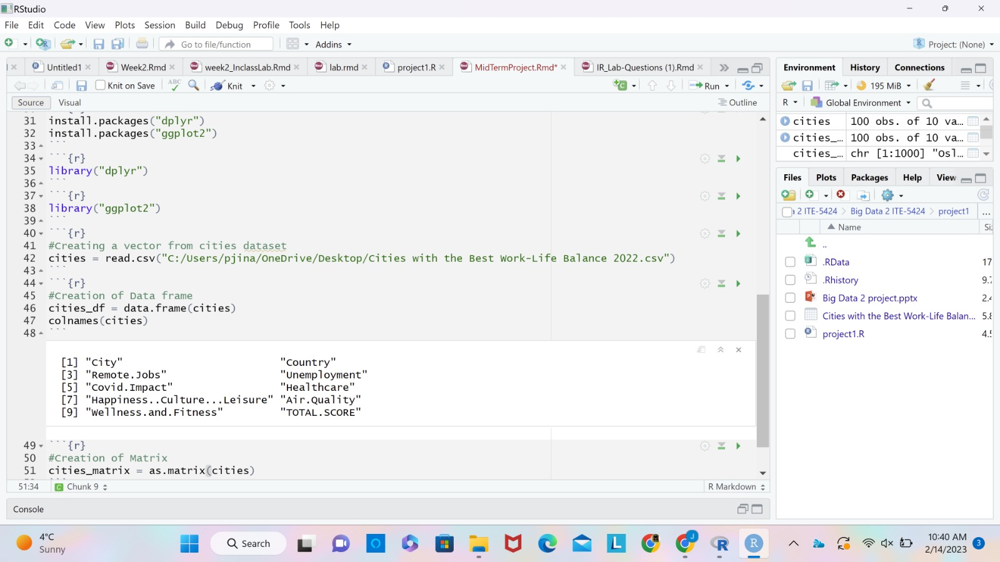 RStudio
File Edit Code View Plots Session Build Debug Profile Tools Help
Go to file/function Addins Project: (None)
Untitled1 Week2.Rmd week2_InclassLab.Rmd lab.rmd project1.R MidTermProject.Rmd* IR_Lab-Questions (1).Rmd
Knit on Save ABC Knit Run
Source Visual Outline
31 install.packages("dplyr")
32 install.packages("ggplot2")
33 ```
34 ```{r}
35 library("dplyr")
36 ```
37 ```{r}
38 library("ggplot2")
39 ```
40 ```{r}
41 #Creating a vector from cities dataset
42 cities = read.csv("C:/Users/pjina/OneDrive/Desktop/Cities with the Best Work-Life Balance 2022.csv")
43 ```
44 ```{r}
45 #Creation of Data frame
46 cities_df = data.frame(cities)
47 colnames(cities)
48 ```
[1] "City" "Country"
[3] "Remote.Jobs" "Unemployment"
[5] "Covid.Impact" "Healthcare"
[7] "Happiness..Culture...Leisure" "Air.Quality"
[9] "Wellness.and.Fitness" "TOTAL.SCORE"
49 ```{r}
50 #Creation of Matrix
51 cities_matrix = as.matrix(cities)
51:34 Chunk 9 R Markdown
Console
Environment History Connections
195 MiB
R Global Environment
cities 100 obs. of 10 va...
cities_... 100 obs. of 10 va...
cities_... chr [1:1000] "Osl...
Files Plots Packages Help View
2 ITE-5424 Big Data 2 ITE-5424 project1 ...
Name
..
.RData 17
.Rhistory 9.
Big Data 2 project.pptx 2.
Cities with the Best Work-Life Balan... 5.
project1.R 4.
4°C
Sunny
Search
10:40 AM
2/14/2023
3